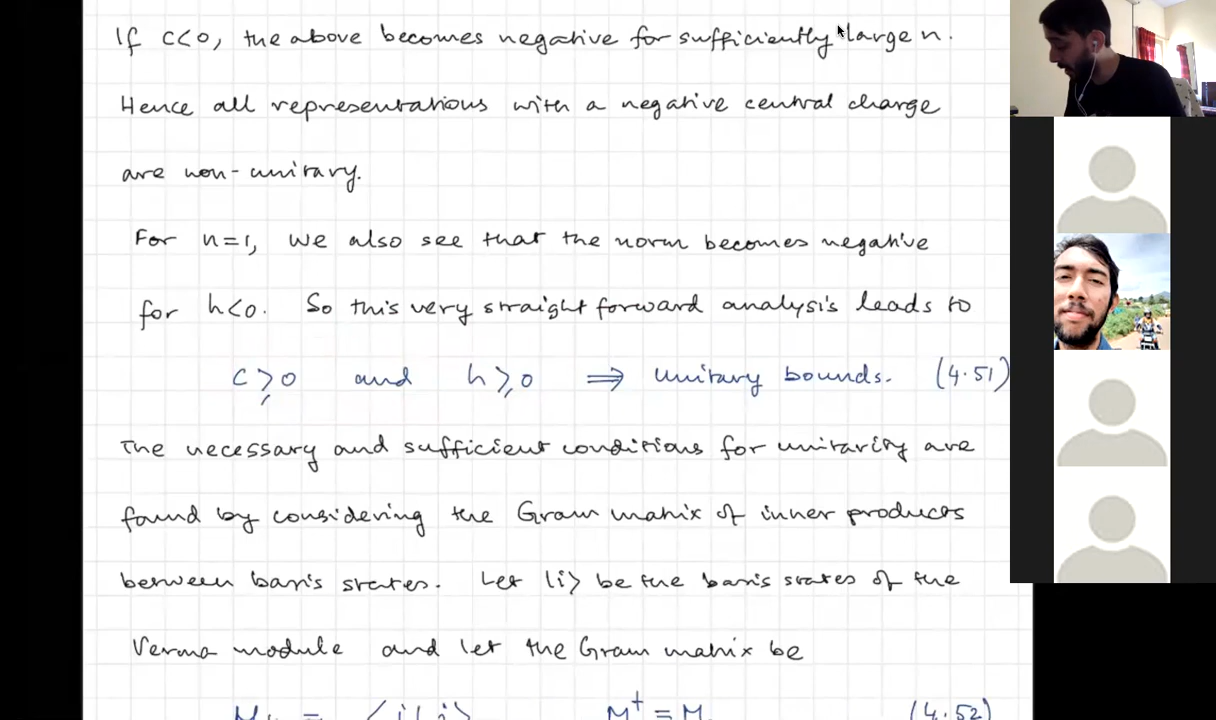 If c<0, the above becomes negative for sufficiently large n.
Hence all representations with a negative central charge
are non-unitary.
For n=1, we also see that the norm becomes negative
for h<0. So this very straight forward analysis leads to
c⩾0 and h⩾0 ⟹ unitary bounds. (4.51)
The necessary and sufficient conditions for unitarity are
found by considering the Gram matrix of inner products
between basis states. Let |i> be the basis states of the
Verma module and let the Gram matrix be
= <i|j> M† = M. (4.52)